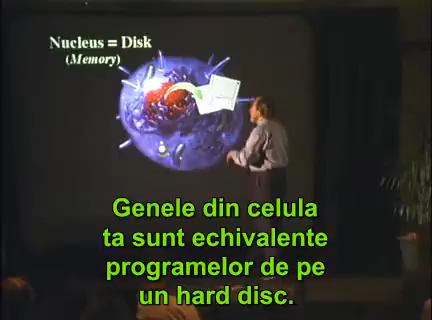 Nucleus = Disk
(Memory)
Genele din celula
ta sunt echivalente
programelor de pe
un hard disc.